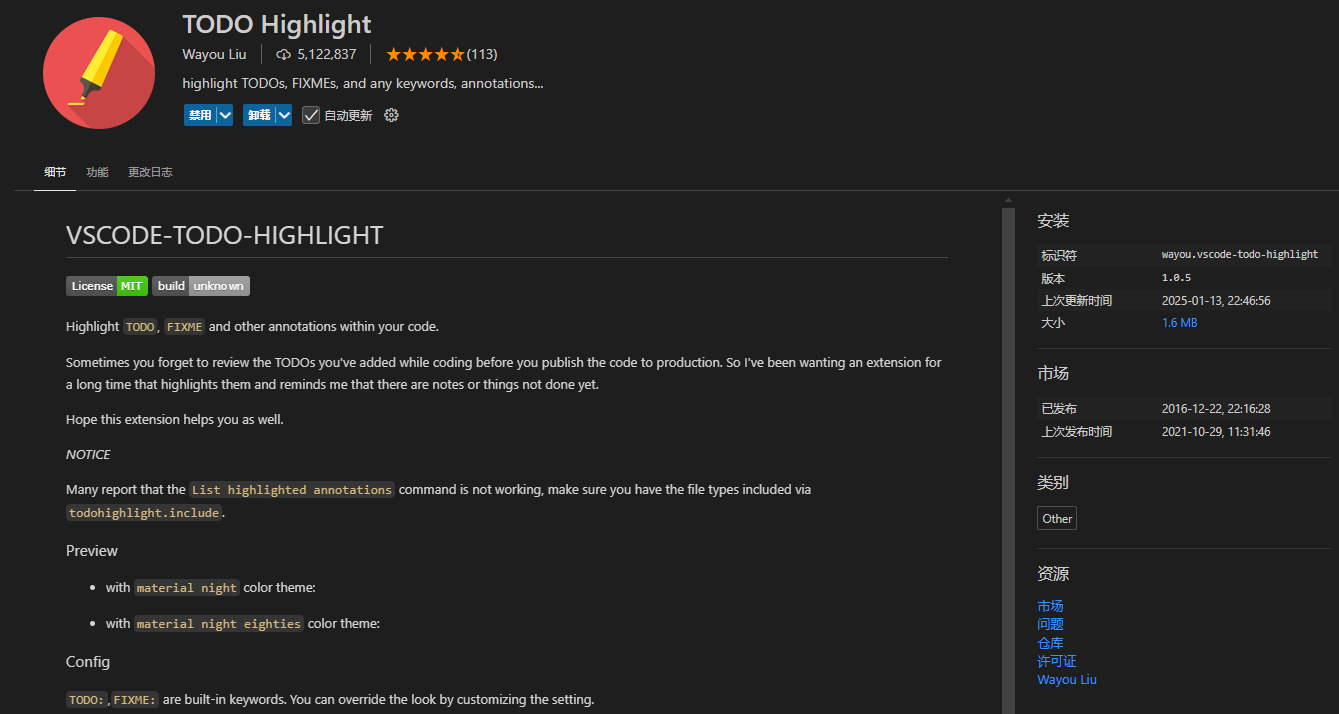 TODO Highlight
Wayou Liu 5,122,837 (113)
highlight TODOs, FIXMEs, and any keywords, annotations...
禁用 卸载 自动更新
细节 功能 更改日志
VSCODE-TODO-HIGHLIGHT
License MIT build unknown
Highlight TODO, FIXME and other annotations within your code.
Sometimes you forget to review the TODOs you've added while coding before you publish the code to production. So I've been wanting an extension for
a long time that highlights them and reminds me that there are notes or things not done yet.
Hope this extension helps you as well.
NOTICE
Many report that the List highlighted annotations command is not working, make sure you have the file types included via
todohighlight.include.
Preview
• with material night color theme:
• with material night eighties color theme:
Config
TODO:, FIXME: are built-in keywords. You can override the look by customizing the setting.
安装
标识符 wayou.vscode-todo-highlight
版本 1.0.5
上次更新时间 2025-01-13, 22:46:56
大小 1.6 MB
市场
已发布 2016-12-22, 22:16:28
上次发布时间 2021-10-29, 11:31:46
类别
Other
资源
市场
问题
仓库
许可证
Wayou Liu